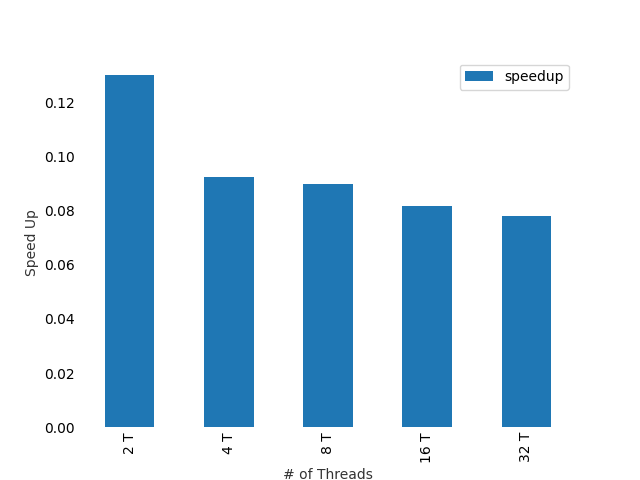 speedup
0.12
0.10
0.08
0.06
0.04
0.02
0.00
Speed Up
2 T
4 T
8 T
16 T
32 T
# of Threads